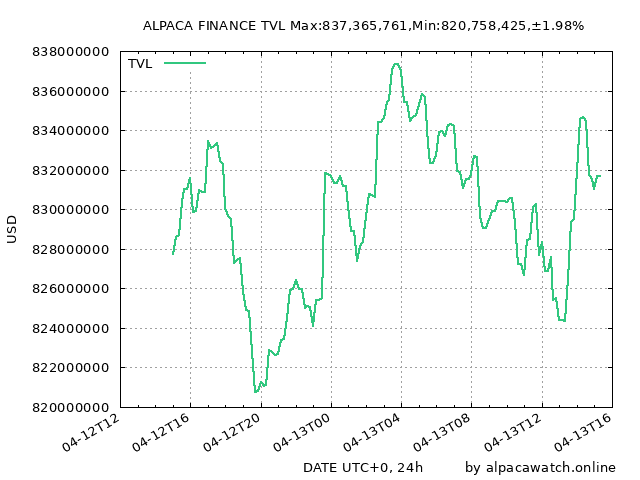 ALPACA FINANCE TVL Max:837,365,761,Min:820,758,425,±1.98%
838000000
TVL
836000000
834000000
832000000
830000000
USD
828000000
826000000
824000000
822000000
820000000
04-12T12
04-12T16
04-12T20
04-13T00
04-13T04
04-13T08
04-13T12
04-13T16
DATE UTC+0, 24h
by alpacawatch.online